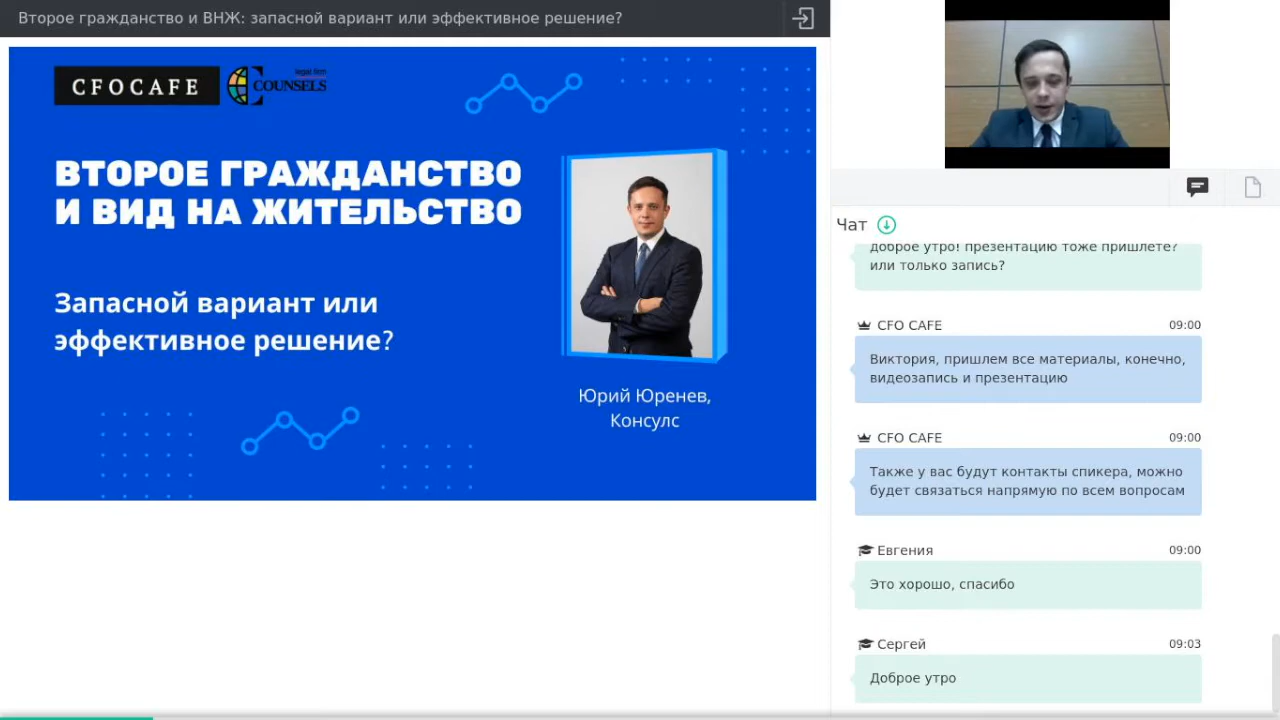 Второе гражданство и ВНЖ: запасной вариант или эффективное решение?
CFOCAFE
legal firm
COUNSELS
ВТОРОЕ ГРАЖДАНСТВО
И ВИД НА ЖИТЕЛЬСТВО
Запасной вариант или
эффективное решение?
Юрий Юренев,
Консулс
Чат
доброе утро! презентацию тоже пришлете?
или только запись?
CFO CAFE 09:00
Виктория, пришлем все материалы, конечно,
видеозапись и презентацию
CFO CAFE 09:00
Также у вас будут контакты спикера, можно
будет связаться напрямую по всем вопросам
Евгения 09:00
Это хорошо, спасибо
Сергей 09:03
Доброе утро